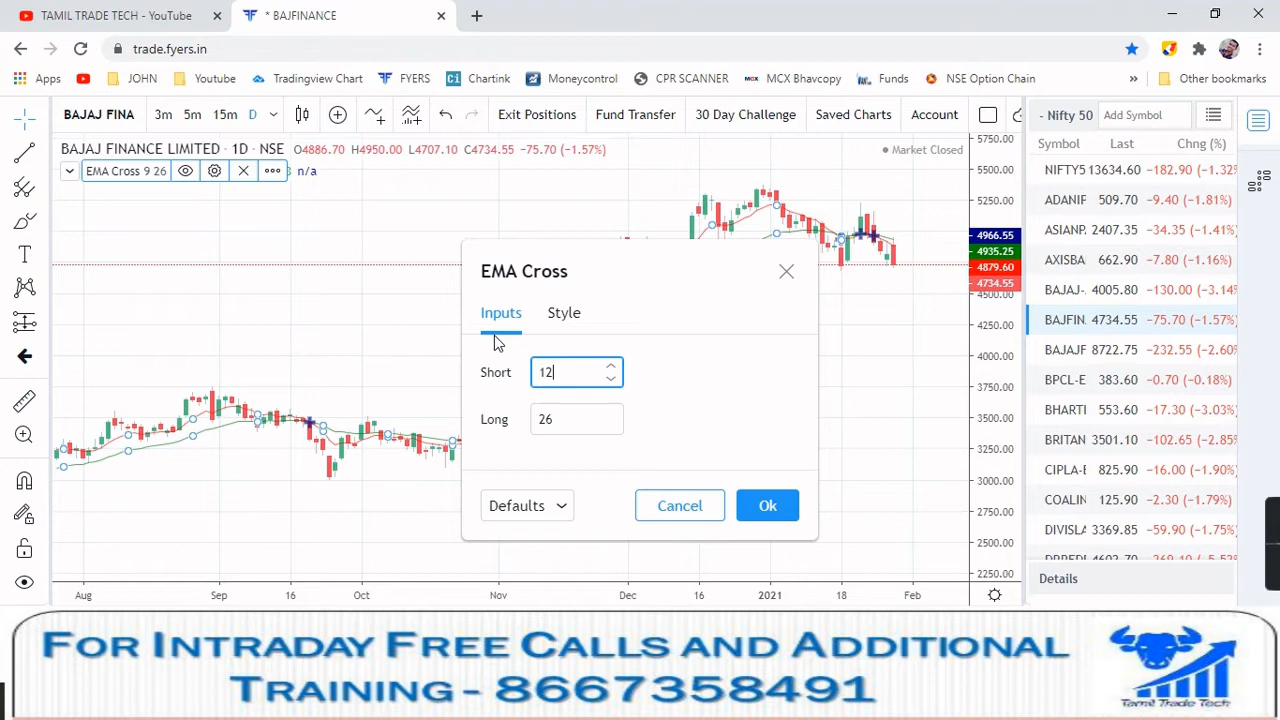 TAMIL TRADE TECH - YouTube
* BAJFINANCE
trade.fyers.in
Apps JOHN Youtube Tradingview Chart FYERS Ci Chartink Moneycontrol CPR SCANNER MCX MCX Bhavcopy Funds NSE Option Chain » Other bookmarks
BAJAJ FINA 3m 5m 15m D Exit Positions Fund Transfer 30 Day Challenge Saved Charts Account
- Nifty 50 Add Symbol
BAJAJ FINANCE LIMITED · 1D · NSE O4886.70 H4950.00 L4707.10 C4734.55 −75.70 (−1.57%)
Market Closed
EMA Cross 9 26 n/a
5750.00
5500.00
5250.00
4966.55
4935.25
4879.60
4734.55
4500.00
4250.00
4000.00
3750.00
3500.00
3250.00
3000.00
2750.00
2500.00
2250.00
Symbol Last Chng (%)
NIFTY5 13634.60 −182.90 (−1.32%
ADANIF 509.70 −9.40 (−1.81%)
ASIANP 2407.35 −34.35 (−1.41%)
AXISBA 662.90 −7.80 (−1.16%)
BAJAJ- 4005.80 −130.00 (−3.14%
BAJFIN 4734.55 −75.70 (−1.57%)
BAJAJF 8722.75 −232.55 (−2.60%
BPCL-E 383.60 −0.70 (−0.18%)
BHARTI 553.60 −17.30 (−3.03%)
BRITAN 3569.10 −102.65 (−2.85%
CIPLA-E 825.90 −16.00 (−1.90%)
COALIN 125.90 −2.30 (−1.79%)
DIVISLA 3369.85 −59.90 (−1.75%)
Details
EMA Cross
Inputs Style
Short 12
Long 26
Defaults Cancel Ok
Aug Sep 16 Oct Nov Dec 16 2021 18 Feb
FOR INTRADAY FREE CALLS AND ADDITIONAL
TRAINING - 8667358491
Tamil Trade Tech